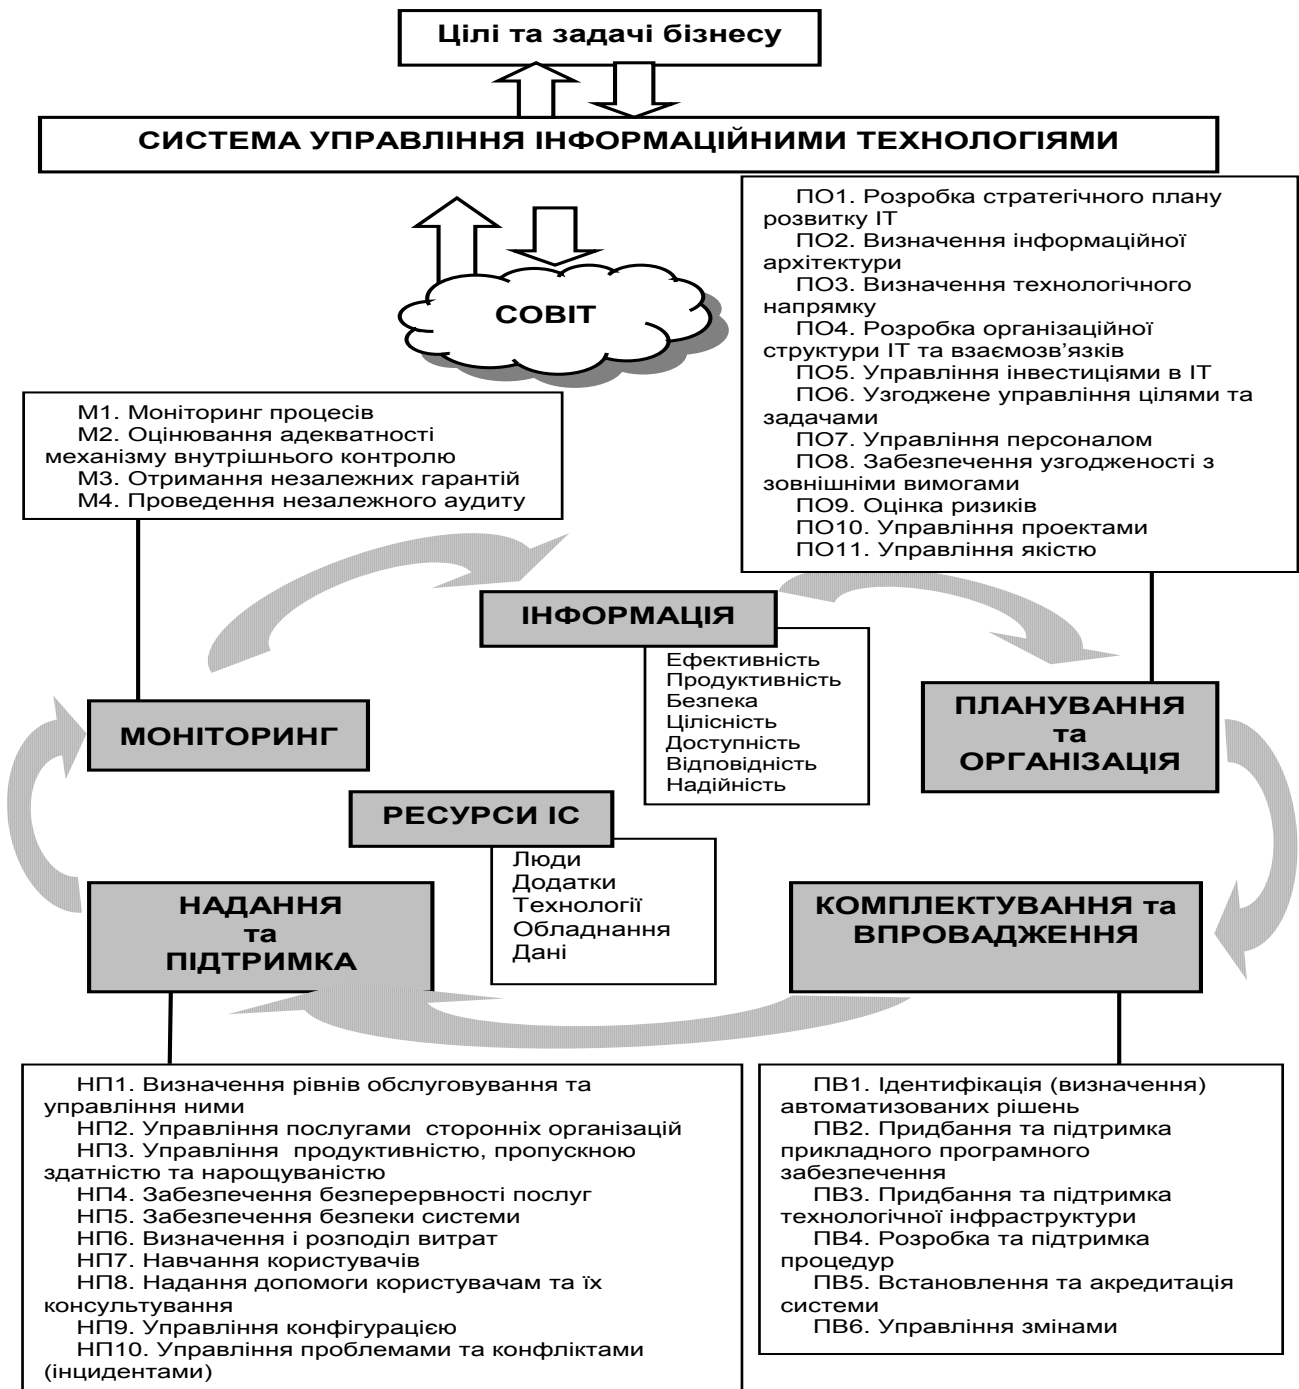 Цілі та задачі бізнесу
СИСТЕМА УПРАВЛІННЯ ІНФОРМАЦІЙНИМИ ТЕХНОЛОГІЯМИ
ПО1. Розробка стратегічного плану
розвитку ІТ
ПО2. Визначення інформаційної
архітектури
ПО3. Визначення технологічного
напрямку
ПО4. Розробка організаційної
структури ІТ та взаємозв’язків
ПО5. Управління інвестиціями в ІТ
ПО6. Узгоджене управління цілями та
задачами
ПО7. Управління персоналом
ПО8. Забезпечення узгодженості з
зовнішніми вимогами
ПО9. Оцінка ризиків
ПО10. Управління проектами
ПО11. Управління якістю
COBIT
М1. Моніторинг процесів
М2. Оцінювання адекватності
механізму внутрішнього контролю
М3. Отримання незалежних гарантій
М4. Проведення незалежного аудиту
ІНФОРМАЦІЯ
Ефективність
Продуктивність
Безпека
Цілісність
Доступність
Відповідність
Надійність
МОНІТОРИНГ
ПЛАНУВАННЯ
та
ОРГАНІЗАЦІЯ
РЕСУРСИ ІС
Люди
Додатки
Технології
Обладнання
Дані
НАДАННЯ
та
ПІДТРИМКА
КОМПЛЕКТУВАННЯ та
ВПРОВАДЖЕННЯ
НП1. Визначення рівнів обслуговування та
управління ними
НП2. Управління послугами сторонніх організацій
НП3. Управління продуктивністю, пропускною
здатністю та нарощуваністю
НП4. Забезпечення безперервності послуг
НП5. Забезпечення безпеки системи
НП6. Визначення і розподіл витрат
НП7. Навчання користувачів
НП8. Надання допомоги користувачам та їх
консультування
НП9. Управління конфігурацією
НП10. Управління проблемами та конфліктами
(інцидентами)
ПВ1. Ідентифікація (визначення)
автоматизованих рішень
ПВ2. Придбання та підтримка
прикладного програмного
забезпечення
ПВ3. Придбання та підтримка
технологічної інфраструктури
ПВ4. Розробка та підтримка
процедур
ПВ5. Встановлення та акредитація
системи
ПВ6. Управління змінами